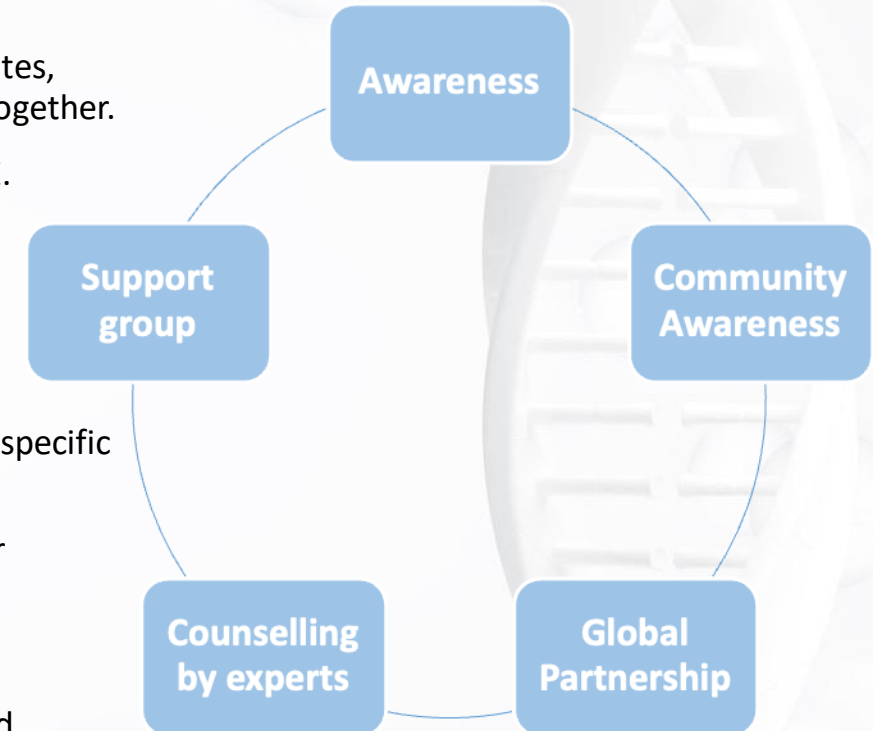 tes,
ogether.
.
specific
r
d
Awareness
Community
Awareness
Global
Partnership
Counselling
by experts
Support
group